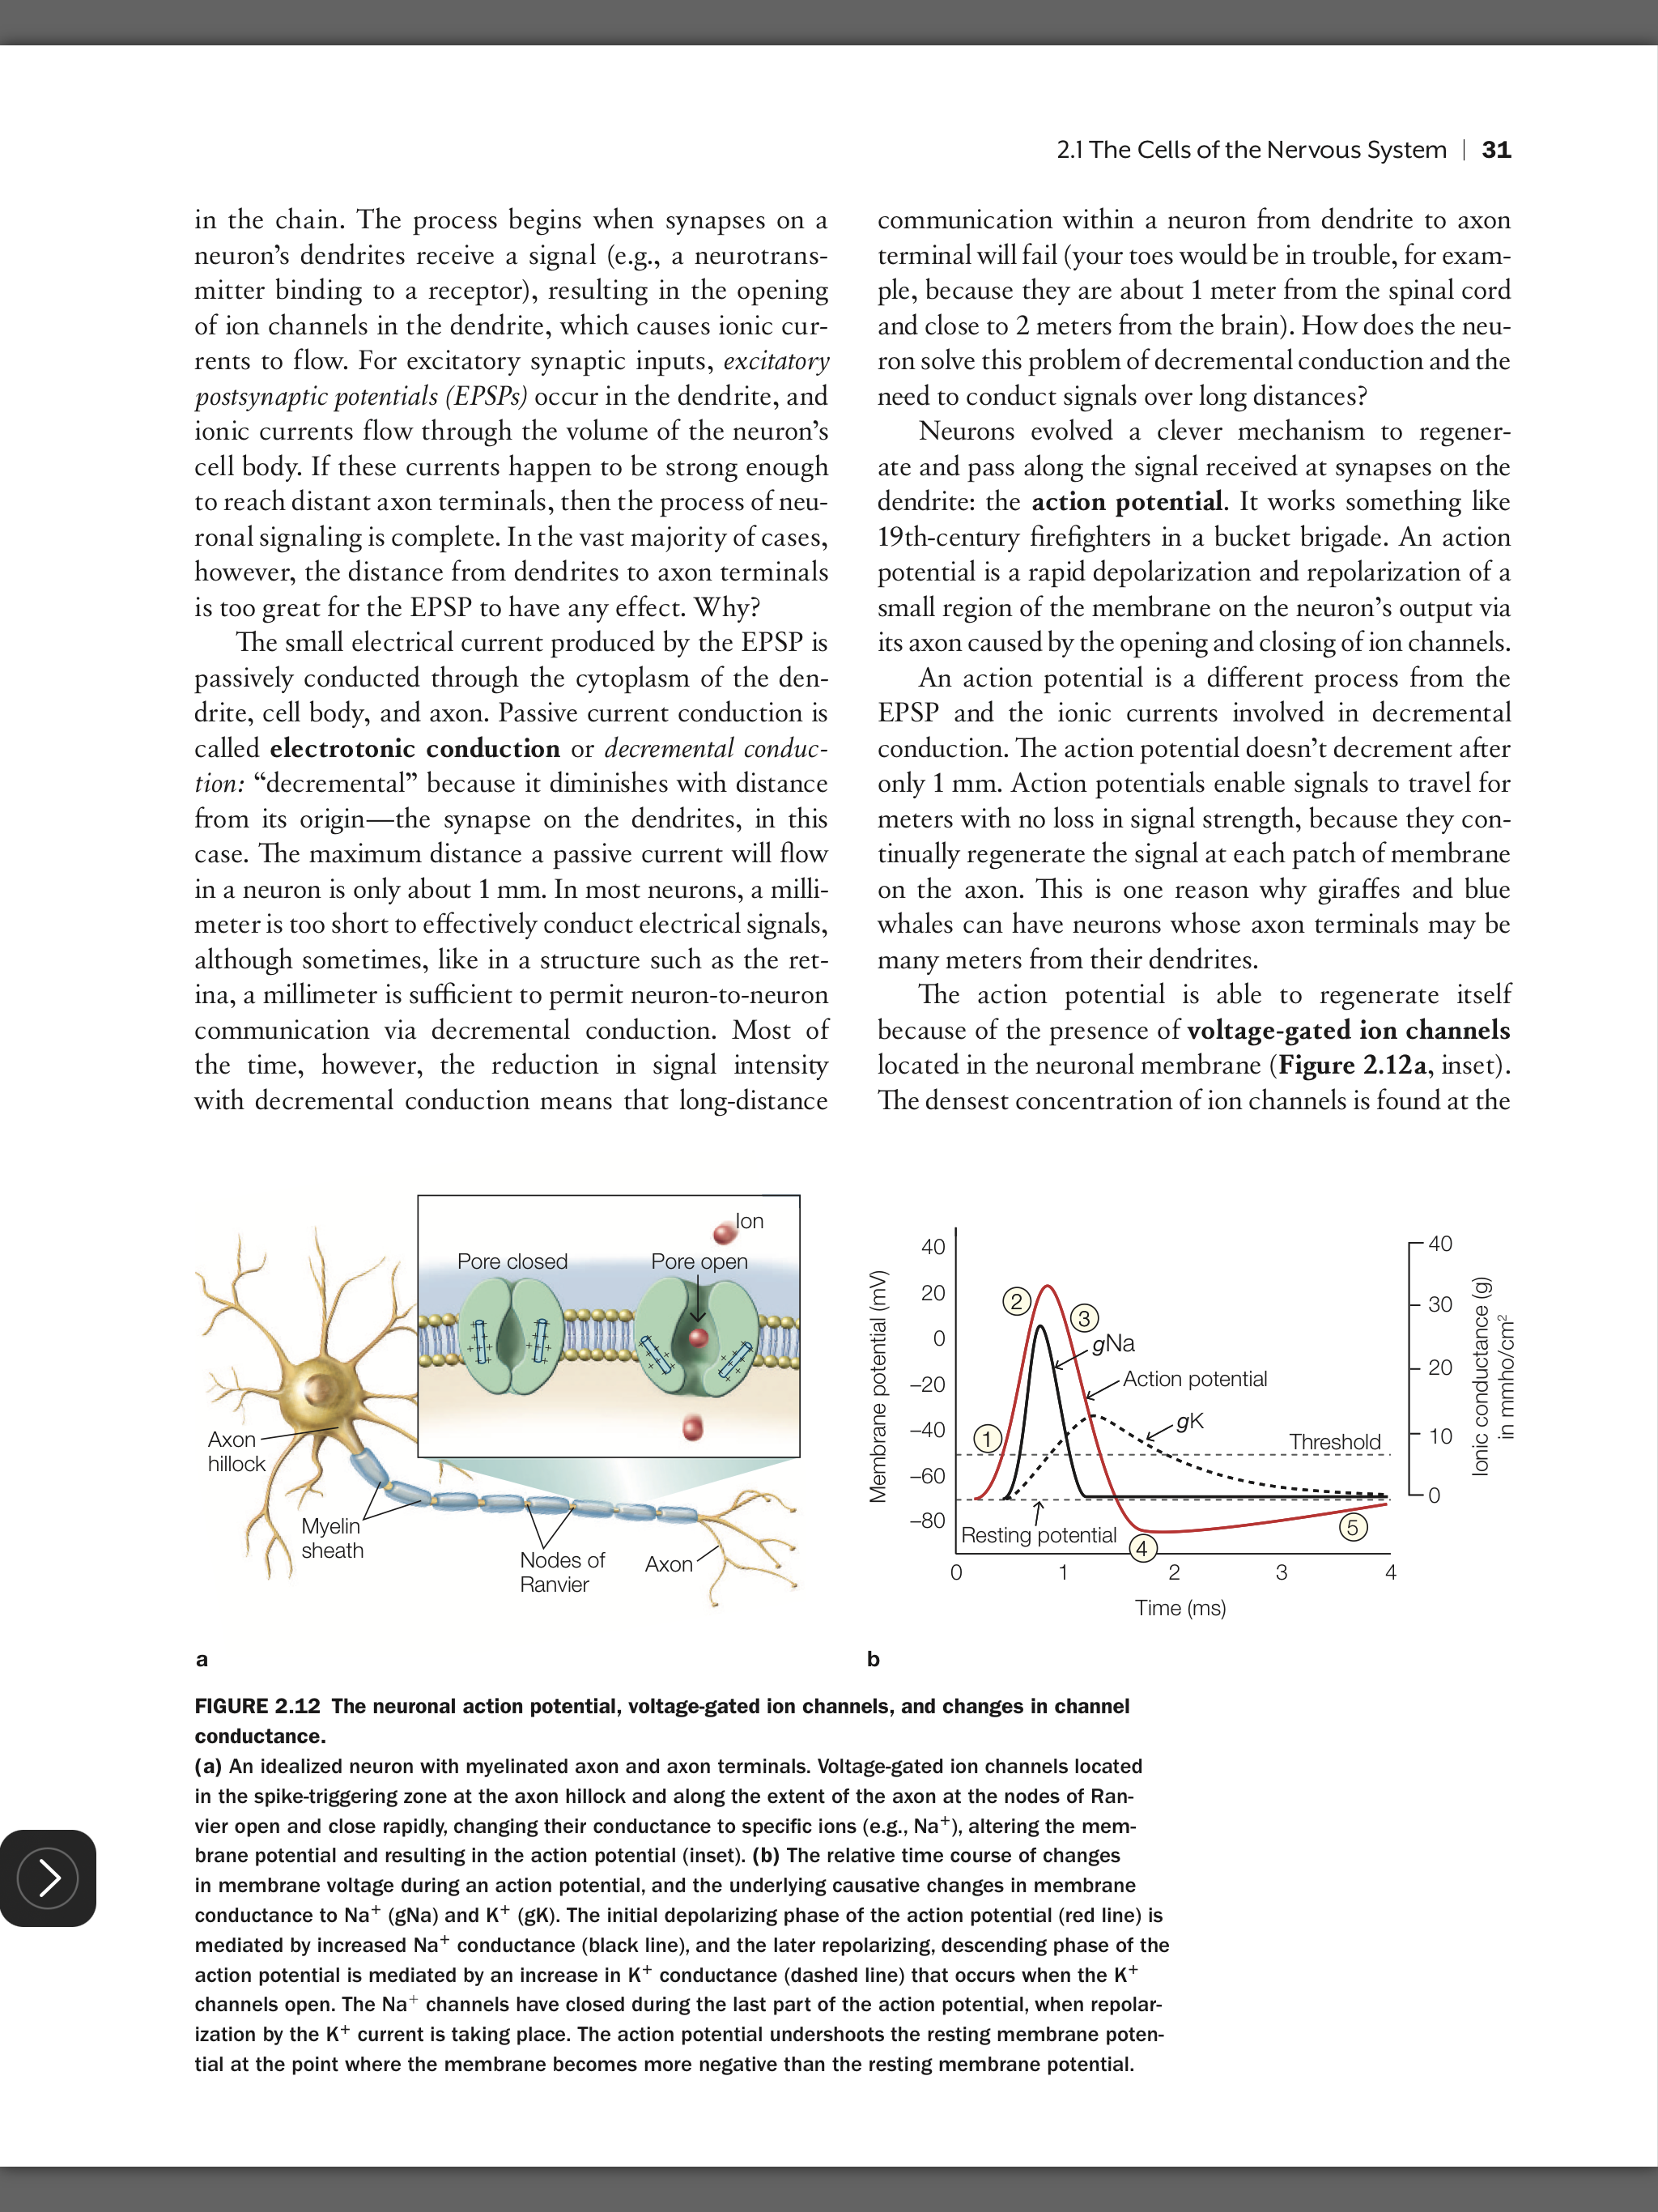 2.1 The Cells of the Nervous System | 31
in the chain. The process begins when synapses on a
neuron’s dendrites receive a signal (e.g., a neurotrans-
mitter binding to a receptor), resulting in the opening
of ion channels in the dendrite, which causes ionic cur-
rents to flow. For excitatory synaptic inputs, excitatory
postsynaptic potentials (EPSPs) occur in the dendrite, and
ionic currents flow through the volume of the neuron’s
cell body. If these currents happen to be strong enough
to reach distant axon terminals, then the process of neu-
ronal signaling is complete. In the vast majority of cases,
however, the distance from dendrites to axon terminals
is too great for the EPSP to have any effect. Why?
The small electrical current produced by the EPSP is
passively conducted through the cytoplasm of the den-
drite, cell body, and axon. Passive current conduction is
called electrotonic conduction or decremental conduc-
tion: “decremental” because it diminishes with distance
from its origin—the synapse on the dendrites, in this
case. The maximum distance a passive current will flow
in a neuron is only about 1 mm. In most neurons, a milli-
meter is too short to effectively conduct electrical signals,
although sometimes, like in a structure such as the ret-
ina, a millimeter is sufficient to permit neuron-to-neuron
communication via decremental conduction. Most of
the time, however, the reduction in signal intensity
with decremental conduction means that long-distance
communication within a neuron from dendrite to axon
terminal will fail (your toes would be in trouble, for exam-
ple, because they are about 1 meter from the spinal cord
and close to 2 meters from the brain). How does the neu-
ron solve this problem of decremental conduction and the
need to conduct signals over long distances?
Neurons evolved a clever mechanism to regener-
ate and pass along the signal received at synapses on the
dendrite: the action potential. It works something like
19th-century firefighters in a bucket brigade. An action
potential is a rapid depolarization and repolarization of a
small region of the membrane on the neuron’s output via
its axon caused by the opening and closing of ion channels.
An action potential is a different process from the
EPSP and the ionic currents involved in decremental
conduction. The action potential doesn’t decrement after
only 1 mm. Action potentials enable signals to travel for
meters with no loss in signal strength, because they con-
tinually regenerate the signal at each patch of membrane
on the axon. This is one reason why giraffes and blue
whales can have neurons whose axon terminals may be
many meters from their dendrites.
The action potential is able to regenerate itself
because of the presence of voltage-gated ion channels
located in the neuronal membrane (Figure 2.12a, inset).
The densest concentration of ion channels is found at the
Ion
Pore closed
Pore open
Axon
hillock
Myelin
sheath
Nodes of
Ranvier
Axon
a
Membrane potential (mV)
40
20
0
−20
−40
−60
−80
1
2
3
4
5
gNa
Action potential
gK
Threshold
Resting potential
0 1 2 3 4
Time (ms)
40
30
20
10
0
Ionic conductance (g)
in mmho/cm²
b
FIGURE 2.12 The neuronal action potential, voltage-gated ion channels, and changes in channel
conductance.
(a) An idealized neuron with myelinated axon and axon terminals. Voltage-gated ion channels located
in the spike-triggering zone at the axon hillock and along the extent of the axon at the nodes of Ran-
vier open and close rapidly, changing their conductance to specific ions (e.g., Na⁺), altering the mem-
brane potential and resulting in the action potential (inset). (b) The relative time course of changes
in membrane voltage during an action potential, and the underlying causative changes in membrane
conductance to Na⁺ (gNa) and K⁺ (gK). The initial depolarizing phase of the action potential (red line) is
mediated by increased Na⁺ conductance (black line), and the later repolarizing, descending phase of the
action potential is mediated by an increase in K⁺ conductance (dashed line) that occurs when the K⁺
channels open. The Na⁺ channels have closed during the last part of the action potential, when repolar-
ization by the K⁺ current is taking place. The action potential undershoots the resting membrane poten-
tial at the point where the membrane becomes more negative than the resting membrane potential.